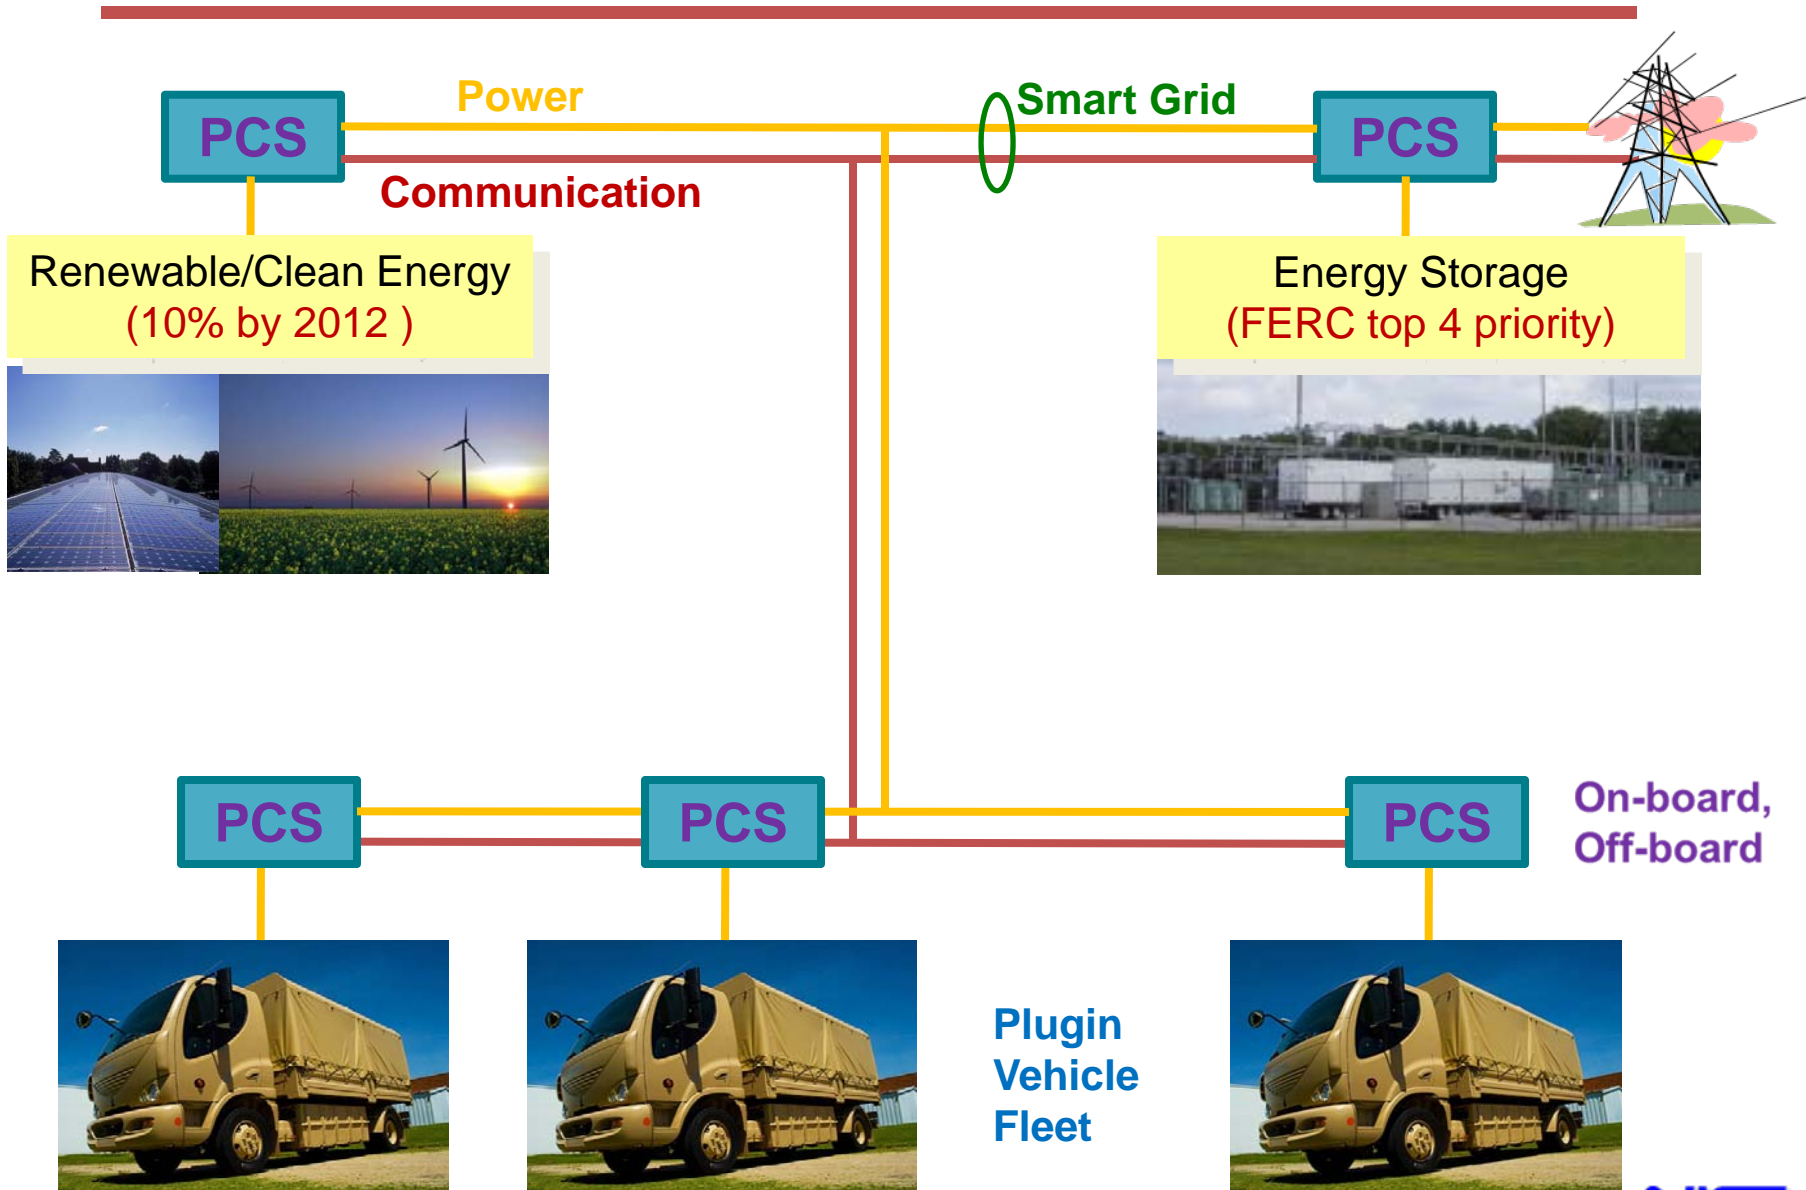 Power
Smart Grid
PCS
PCS
Communication
Renewable/Clean Energy
(10% by 2012 )
Energy Storage
(FERC top 4 priority)
PCS
PCS
PCS
On-board,
Off-board
Plugin
Vehicle
Fleet